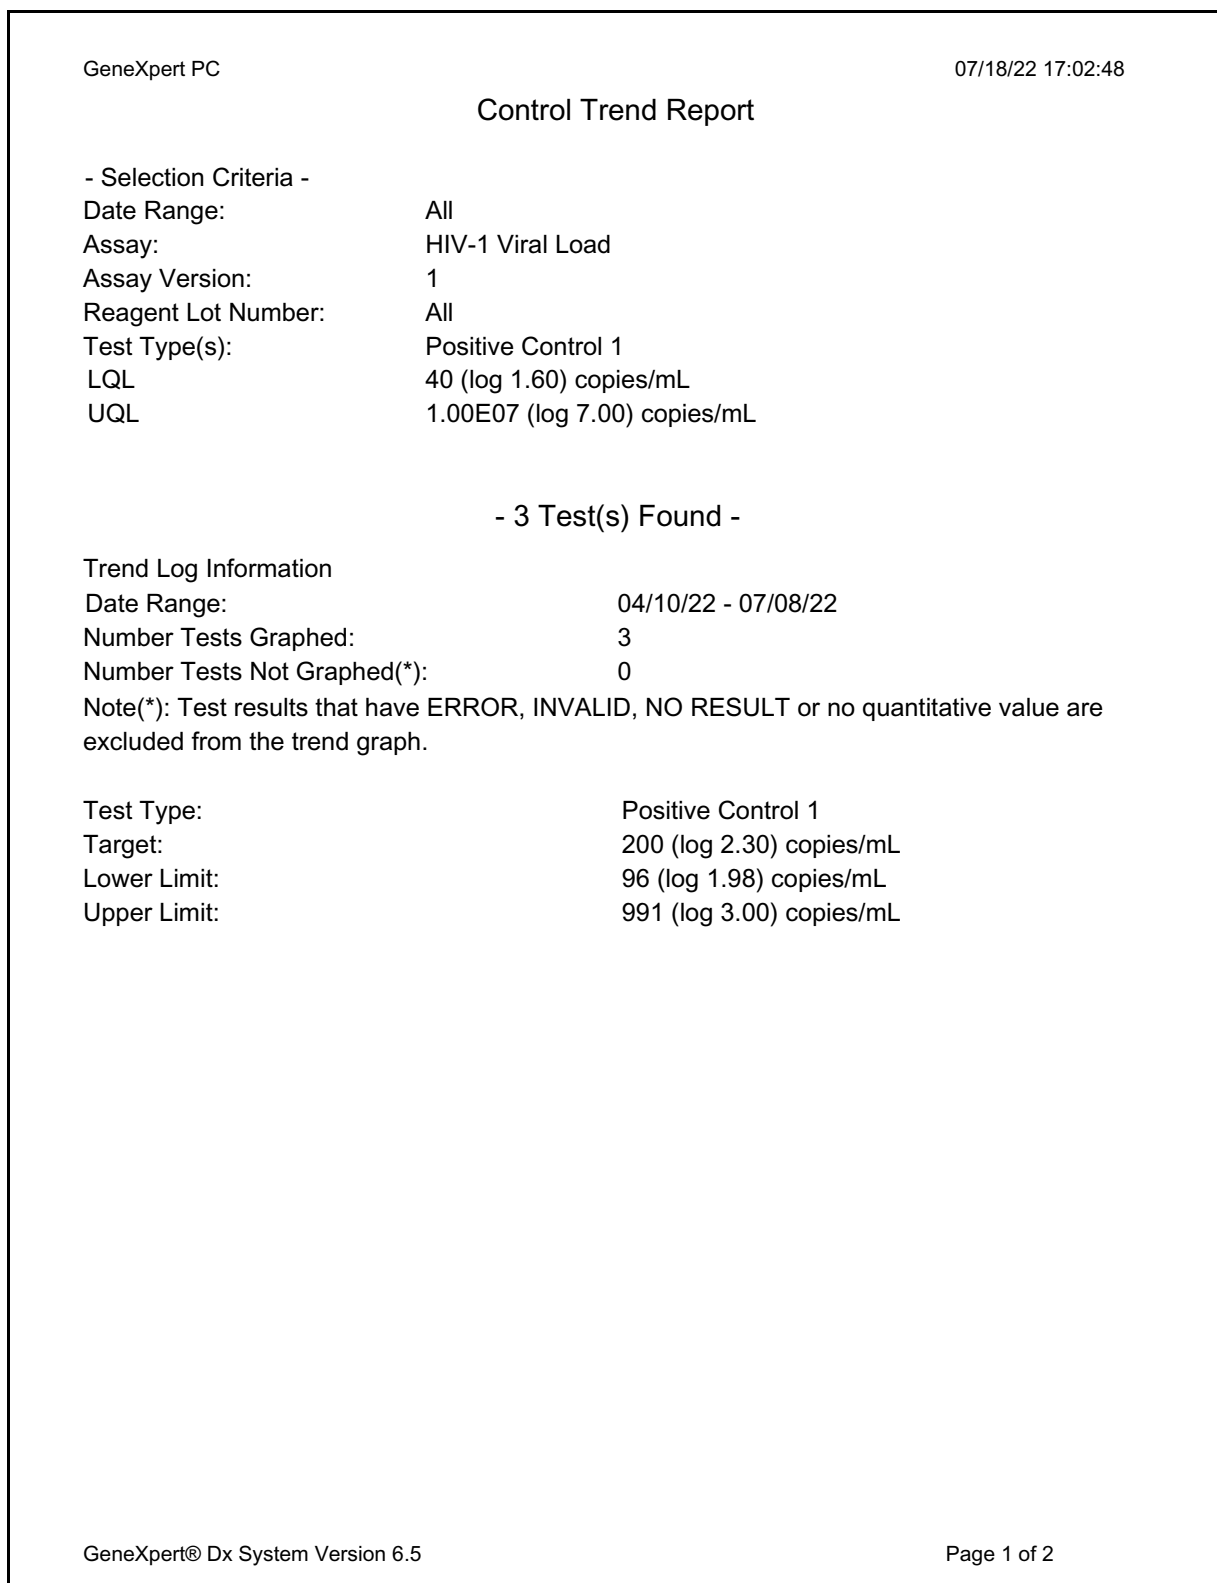 GeneXpert PC 07/18/22 17:02:48
Control Trend Report
- Selection Criteria -
Date Range: All
Assay: HIV-1 Viral Load
Assay Version: 1
Reagent Lot Number: All
Test Type(s): Positive Control 1
LQL 40 (log 1.60) copies/mL
UQL 1.00E07 (log 7.00) copies/mL
- 3 Test(s) Found -
Trend Log Information
Date Range: 04/10/22 - 07/08/22
Number Tests Graphed: 3
Number Tests Not Graphed(*): 0
Note(*): Test results that have ERROR, INVALID, NO RESULT or no quantitative value are
excluded from the trend graph.
Test Type: Positive Control 1
Target: 200 (log 2.30) copies/mL
Lower Limit: 96 (log 1.98) copies/mL
Upper Limit: 991 (log 3.00) copies/mL
GeneXpert® Dx System Version 6.5 Page 1 of 2